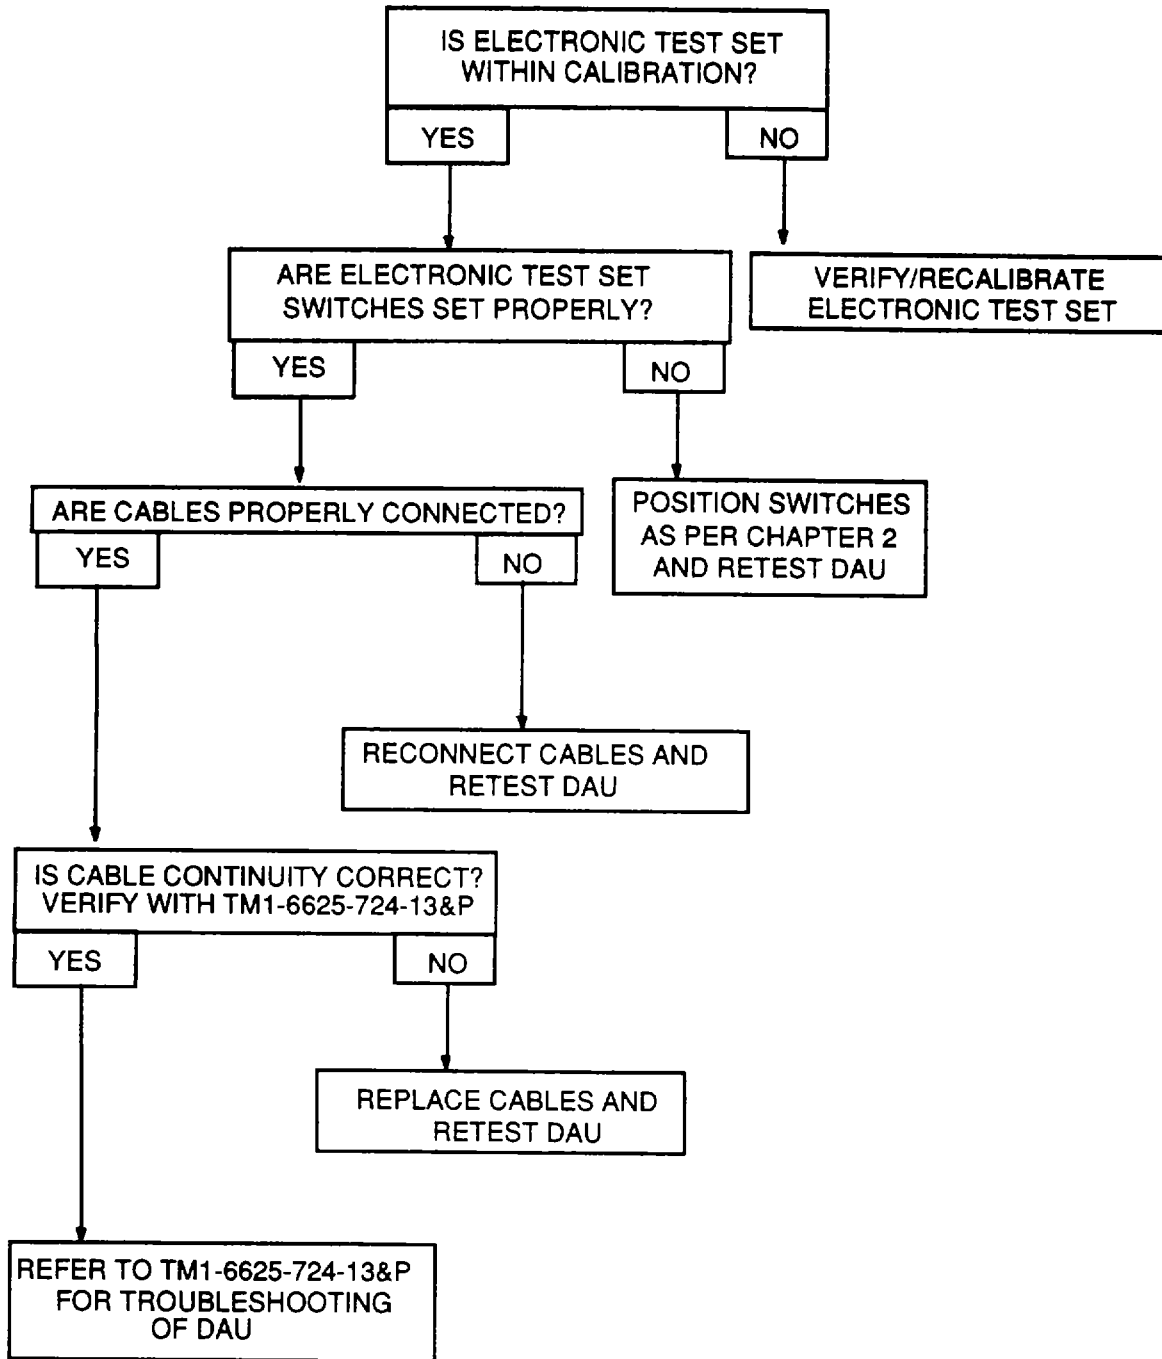 IS ELECTRONIC TEST SET
WITHIN CALIBRATION?
YES
NO
ARE ELECTRONIC TEST SET
SWITCHES SET PROPERLY?
VERIFY/RECALIBRATE
ELECTRONIC TEST SET
YES
NO
ARE CABLES PROPERLY CONNECTED?
POSITION SWITCHES
AS PER CHAPTER 2
AND RETEST DAU
YES
NO
RECONNECT CABLES AND
RETEST DAU
IS CABLE CONTINUITY CORRECT?
VERIFY WITH TM1-6625-724-13&P
YES
NO
REPLACE CABLES AND
RETEST DAU
REFER TO TM1-6625-724-13&P
FOR TROUBLESHOOTING
OF DAU